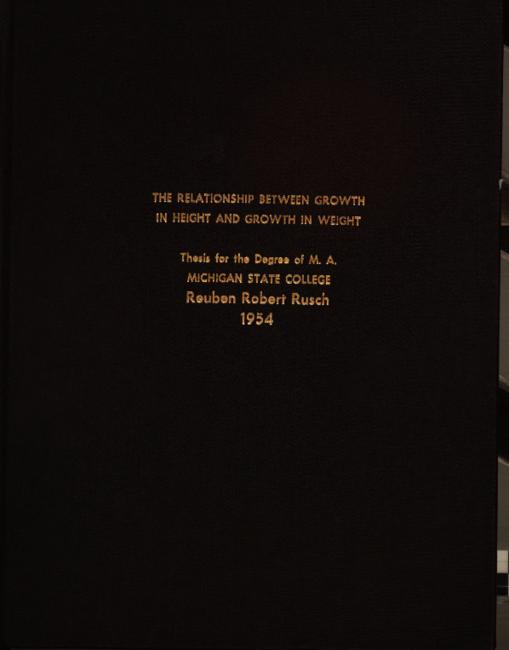 THE RELATIONSHIP BETWEEN GROWTH
IN HEIGHT AND GROWTH IN WEIGHT
Thesis for the Degree of M. A.
MICHIGAN STATE COLLEGE
Reuben Robert Rusch
1954